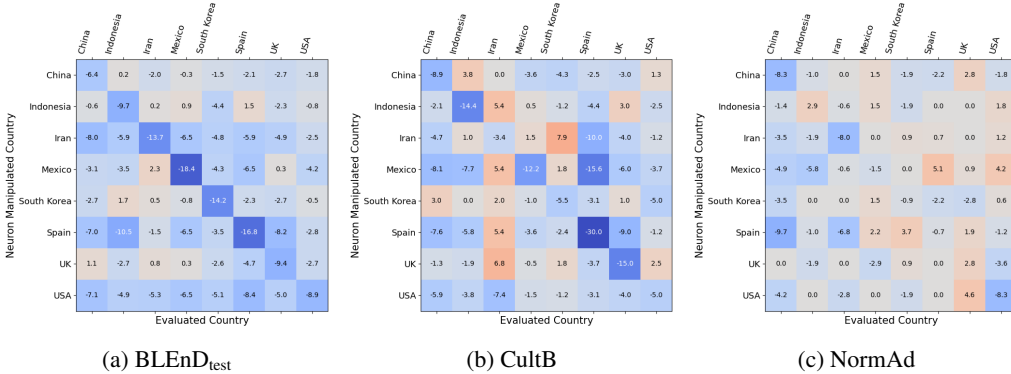 China Indonesia Iran Mexico South Korea Spain UK USA
China -6.4 0.2 -2.0 -0.3 -1.5 -2.1 -2.7 -1.8
Indonesia -0.6 -9.7 0.2 0.9 -4.4 1.5 -2.3 -0.8
Iran -8.0 -5.9 -13.7 -6.5 -4.8 -5.9 -4.9 -2.5
Mexico -3.1 -3.5 2.3 -18.4 -4.3 -6.5 0.3 -4.2
South Korea -2.7 1.7 0.5 -0.8 -14.2 -2.3 -2.7 -0.5
Spain -7.0 -10.5 -1.5 -6.5 -3.5 -16.8 -8.2 -2.8
UK 1.1 -2.7 0.8 0.3 -2.6 -4.7 -9.4 -2.7
USA -7.1 -4.9 -5.3 -6.5 -5.1 -8.4 -5.0 -8.9
Neuron Manipulated Country
Evaluated Country
(a) BLEnDtest
China Indonesia Iran Mexico South Korea Spain UK USA
China -8.9 3.8 0.0 -3.6 -4.3 -2.5 -3.0 1.3
Indonesia -2.1 -14.4 5.4 0.5 -1.2 -4.4 3.0 -2.5
Iran -4.7 1.0 -3.4 1.5 7.9 -10.0 -4.0 -1.2
Mexico -8.1 -7.7 5.4 -12.2 1.8 -15.6 -6.0 -3.7
South Korea 3.0 0.0 2.0 -1.0 -5.5 -3.1 1.0 -5.0
Spain -7.6 -5.8 5.4 -3.6 -2.4 -30.0 -9.0 -1.2
UK -1.3 -1.9 6.8 -0.5 1.8 -3.7 -15.0 2.5
USA -5.9 -3.8 -7.4 -1.5 -1.2 -3.1 -4.0 -5.0
Neuron Manipulated Country
Evaluated Country
(b) CultB
China Indonesia Iran Mexico South Korea Spain UK USA
China -8.3 -1.0 0.0 1.5 -1.9 -2.2 2.8 -1.8
Indonesia -1.4 2.9 -0.6 1.5 -1.9 0.0 0.0 1.8
Iran -3.5 -1.9 -8.0 0.0 0.9 0.7 0.0 1.2
Mexico -4.9 -5.8 -0.6 -1.5 0.0 5.1 0.9 4.2
South Korea -3.5 0.0 -0.6 0.7 -0.9 -2.2 -2.8 0.6
Spain -9.7 -1.0 -6.8 2.2 3.7 -0.7 1.9 -1.2
UK 0.0 -1.9 0.0 -2.9 0.9 0.0 2.8 -3.6
USA -4.2 0.0 -2.8 0.0 -1.9 0.0 4.6 -8.3
Neuron Manipulated Country
Evaluated Country
(c) NormAd